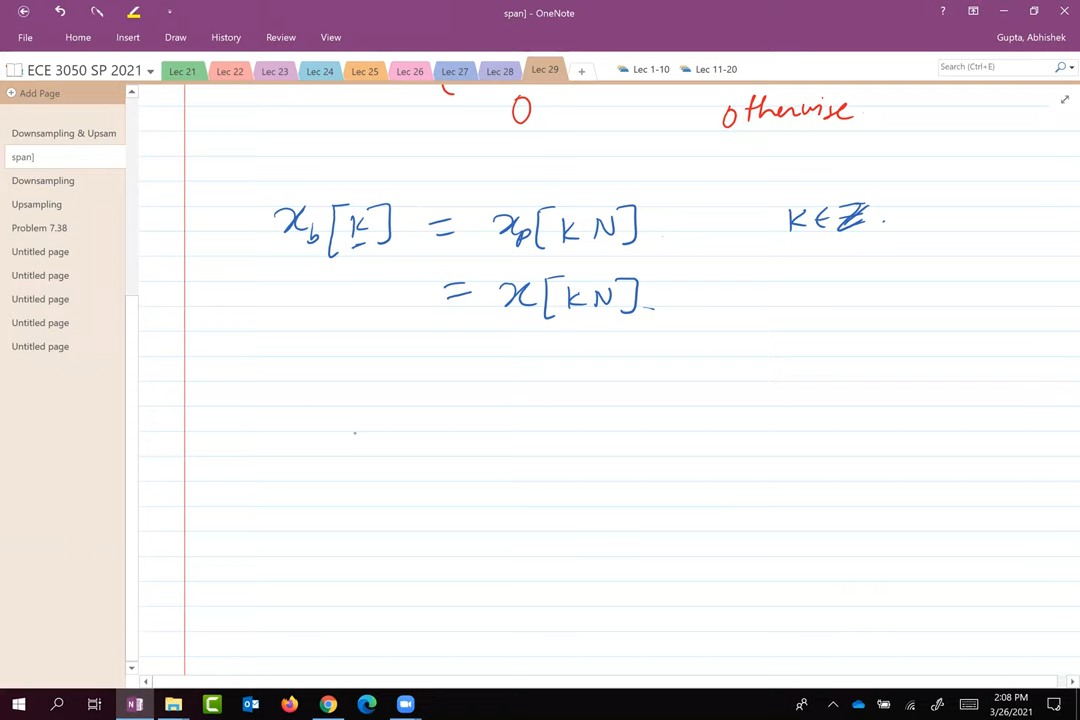 span] - OneNote
Gupta, Abhishek
File Home Insert Draw History Review View
ECE 3050 SP 2021
Lec 21 Lec 22 Lec 23 Lec 24 Lec 25 Lec 26 Lec 27 Lec 28 Lec 29 + Lec 1-10 Lec 11-20
Search (Ctrl+E)
Add Page
Downsampling & Upsam
span]
Downsampling
Upsampling
Problem 7.38
Untitled page
Untitled page
Untitled page
Untitled page
Untitled page
0 otherwise
x_b[k] = x_p[kN] k∈ℤ.
= x[kN]
2:08 PM
3/26/2021